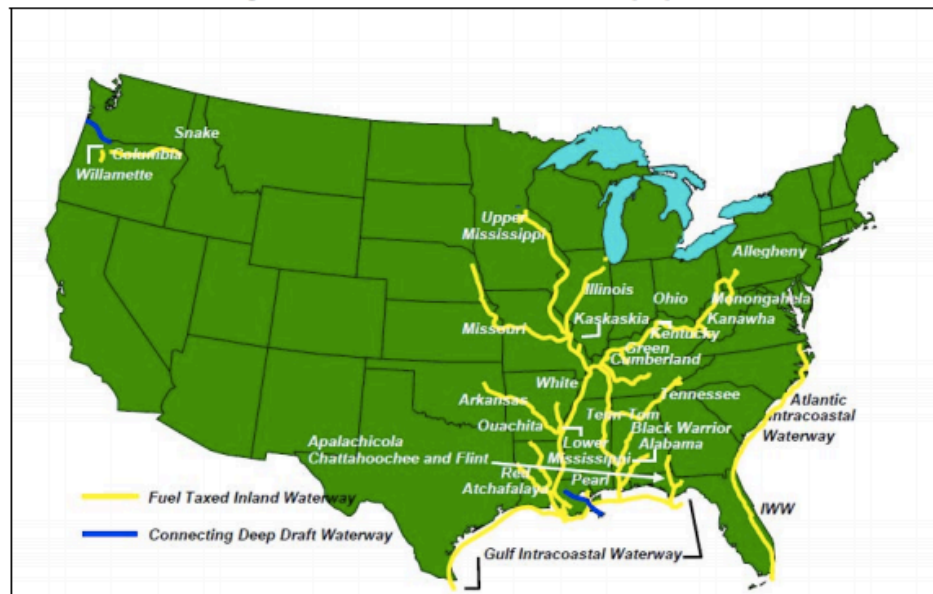 Snake
Columbia
Willamette
Upper
Mississippi
Allegheny
Illinois
Ohio
Monongahela
Kaskaskia
Kanawha
Missouri
Kentucky
Green
Cumberland
White
Tennessee
Arkansas
Atlantic
Intracoastal
Waterway
Tenn-Tom
Ouachita
Black Warrior
Apalachicola
Lower
Alabama
Chattahoochee and Flint
Mississippi
Red
Pearl
Atchafalaya
Fuel Taxed Inland Waterway
IWW
Connecting Deep Draft Waterway
Gulf Intracoastal Waterway